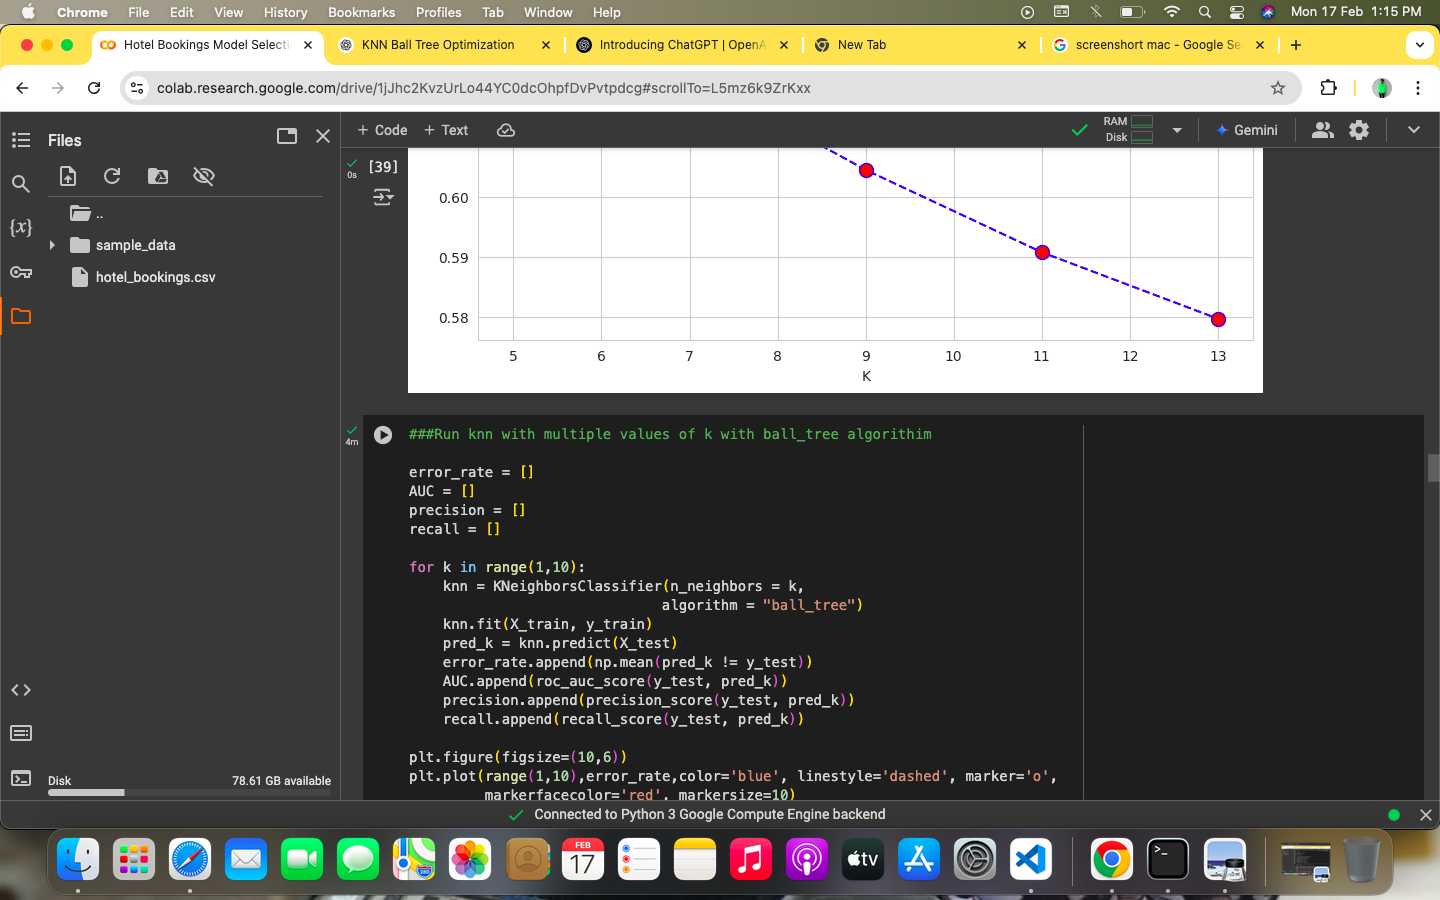 Chrome File Edit View History Bookmarks Profiles Tab Window Help Mon 17 Feb 1:15 PM
Hotel Bookings Model Selecti KNN Ball Tree Optimization Introducing ChatGPT | OpenA New Tab screenshort mac - Google Se
colab.research.google.com/drive/1jJhc2KvzUrLo44YC0dcOhpfDvPvtpdcg#scrollTo=L5mz6k9ZrKxx
Files
+ Code + Text RAM Disk Gemini
..
sample_data
hotel_bookings.csv
Disk 78.61 GB available
0s [39]
0.60
0.59
0.58
5 6 7 8 9 10 11 12 13
K
4m
###Run knn with multiple values of k with ball_tree algorithim
error_rate = []
AUC = []
precision = []
recall = []
for k in range(1,10):
knn = KNeighborsClassifier(n_neighbors = k,
algorithm = "ball_tree")
knn.fit(X_train, y_train)
pred_k = knn.predict(X_test)
error_rate.append(np.mean(pred_k != y_test))
AUC.append(roc_auc_score(y_test, pred_k))
precision.append(precision_score(y_test, pred_k))
recall.append(recall_score(y_test, pred_k))
plt.figure(figsize=(10,6))
plt.plot(range(1,10),error_rate,color='blue', linestyle='dashed', marker='o',
markerfacecolor='red', markersize=10)
Connected to Python 3 Google Compute Engine backend
FEB
17
tv